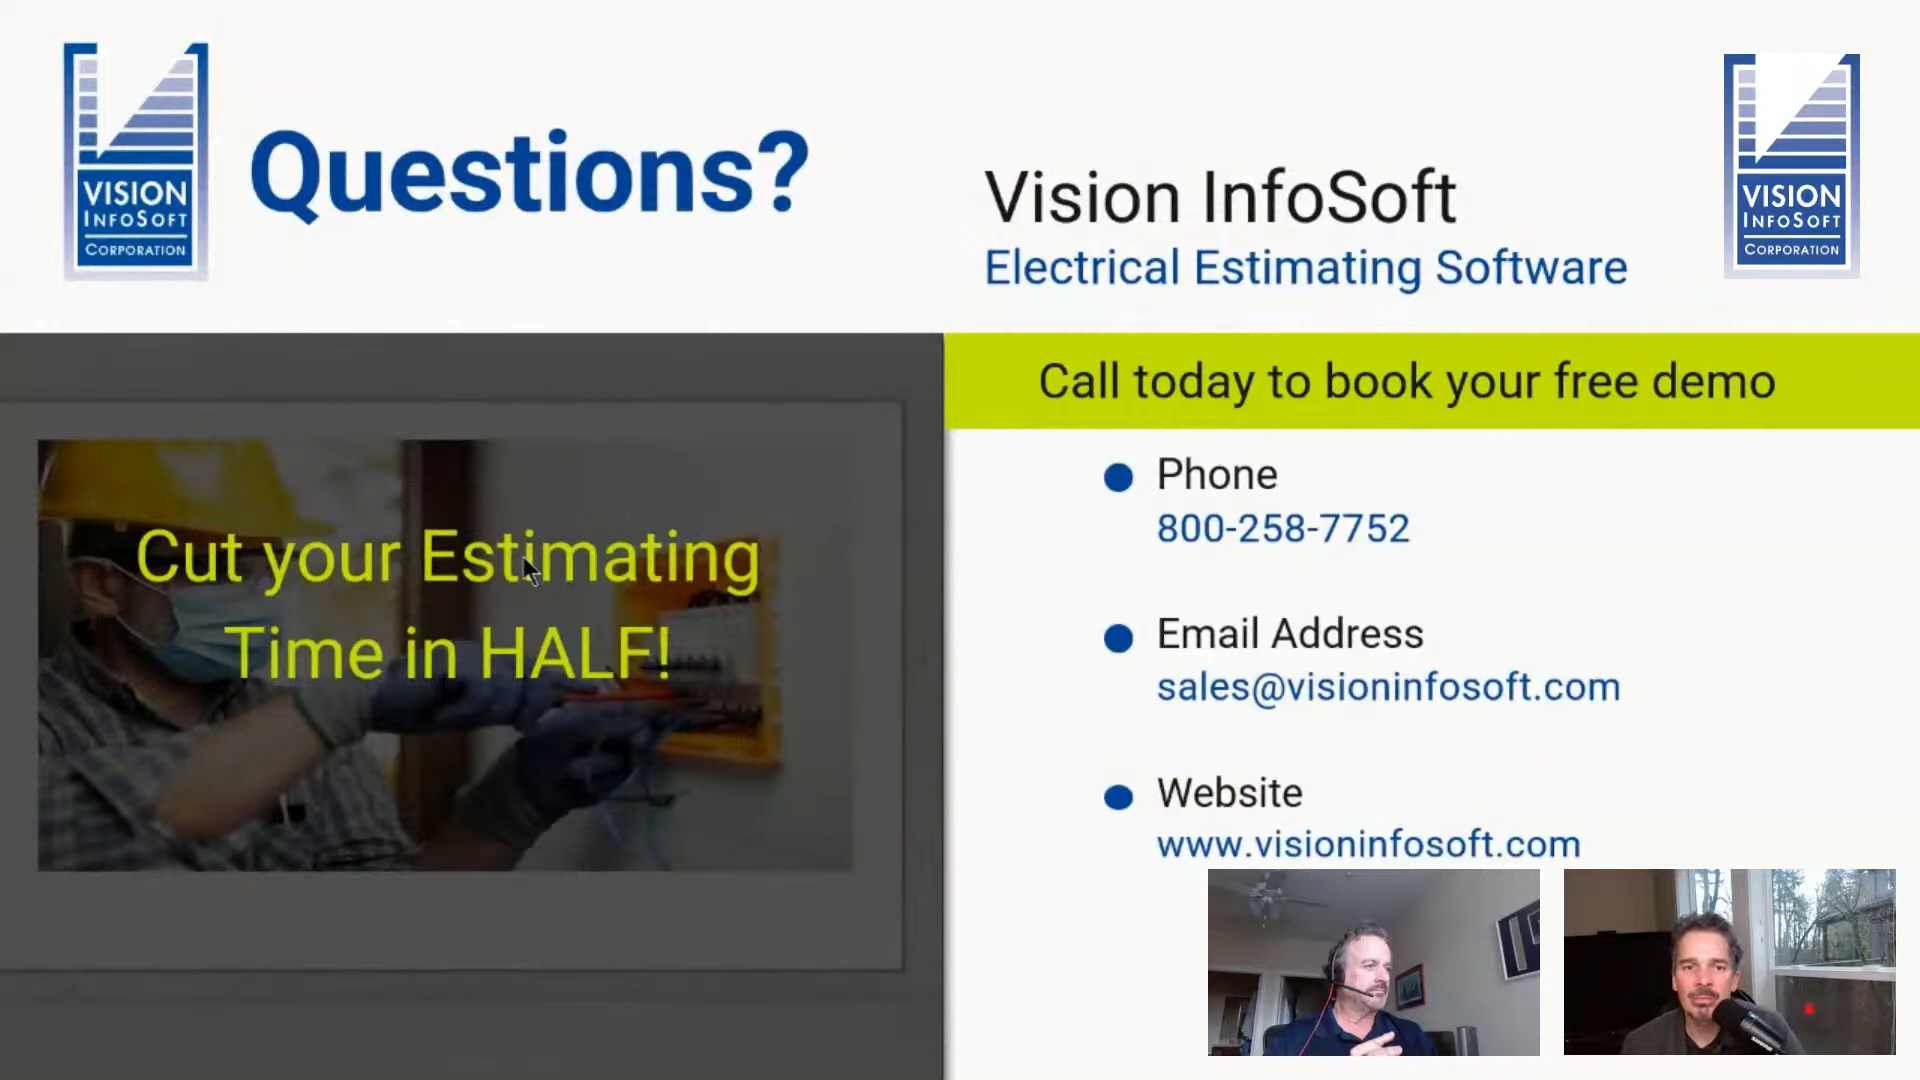 VISION
INFOSOFT
CORPORATION
Questions?
Vision InfoSoft
Electrical Estimating Software
VISION
INFOSOFT
CORPORATION
Call today to book your free demo
Cut your Estimating
Time in HALF!
Phone
800-258-7752
Email Address
sales@visioninfosoft.com
Website
www.visioninfosoft.com